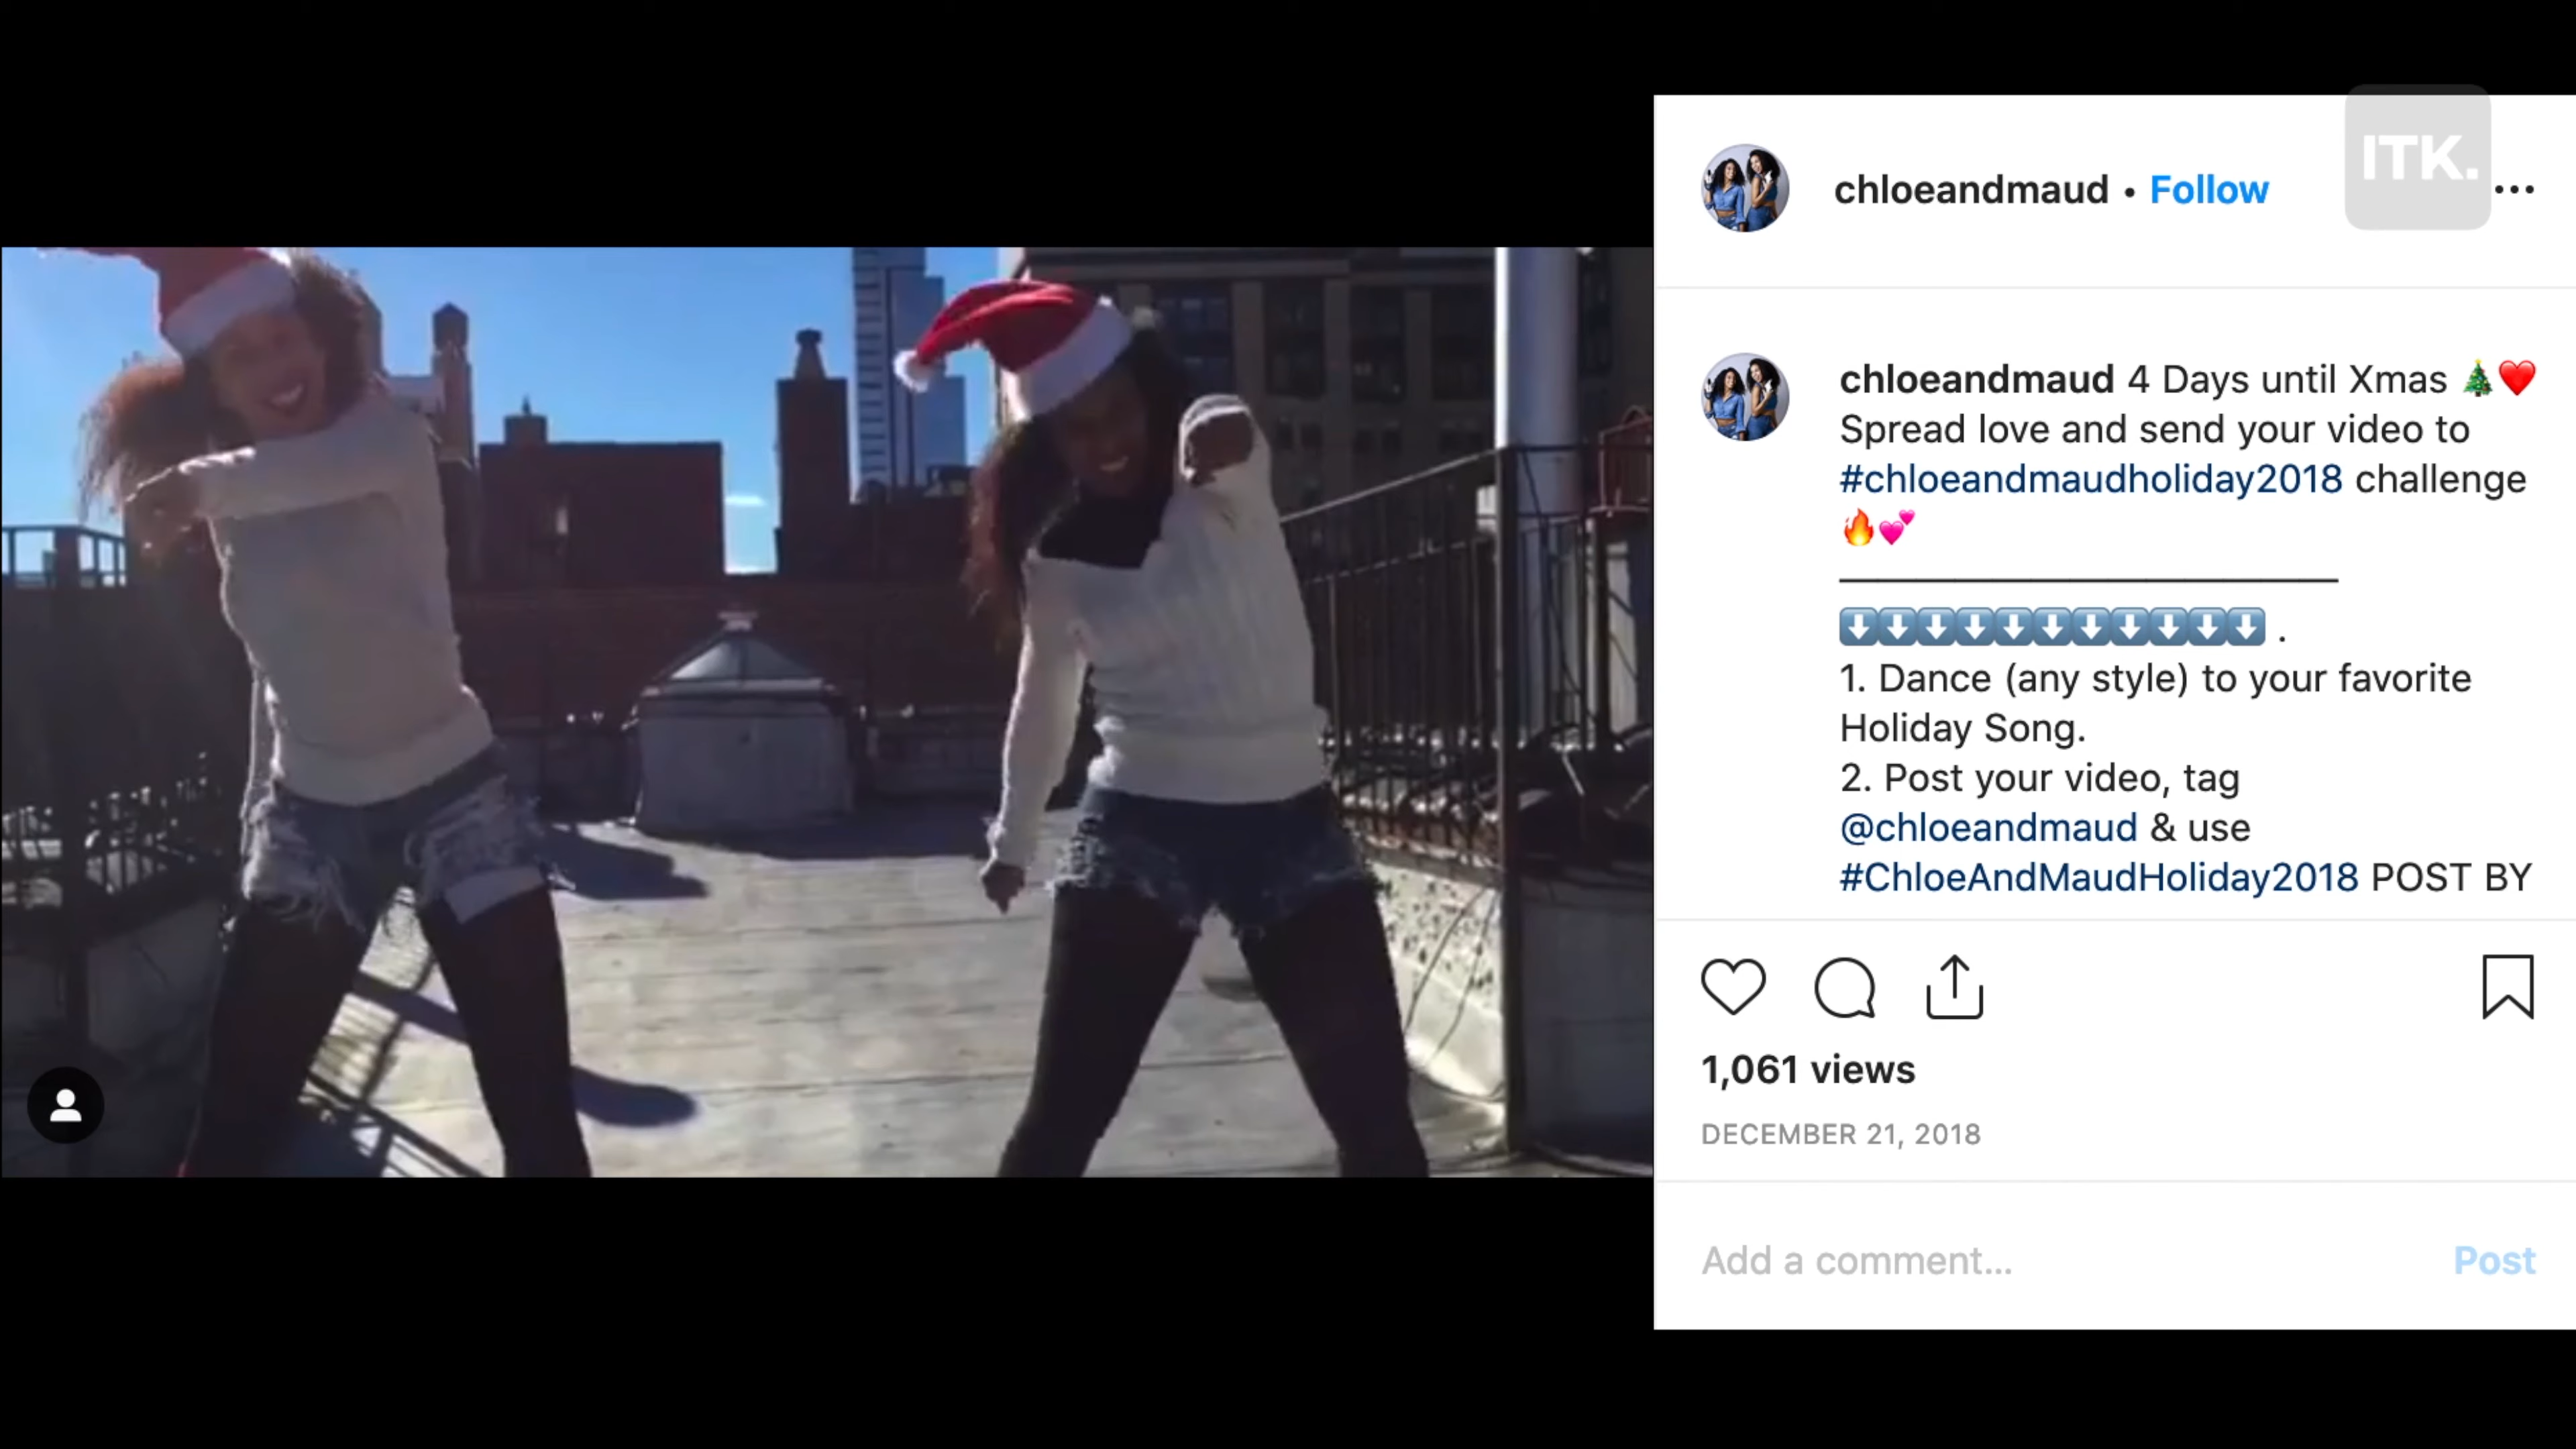 ITK.
chloeandmaud • Follow
chloeandmaud 4 Days until Xmas 🎄❤️
Spread love and send your video to
#chloeandmaudholiday2018 challenge
🔥💕
⬇️⬇️⬇️⬇️⬇️⬇️⬇️⬇️⬇️⬇️⬇️ .
1. Dance (any style) to your favorite
Holiday Song.
2. Post your video, tag
@chloeandmaud & use
#ChloeAndMaudHoliday2018 POST BY
1,061 views
DECEMBER 21, 2018
Add a comment...
Post